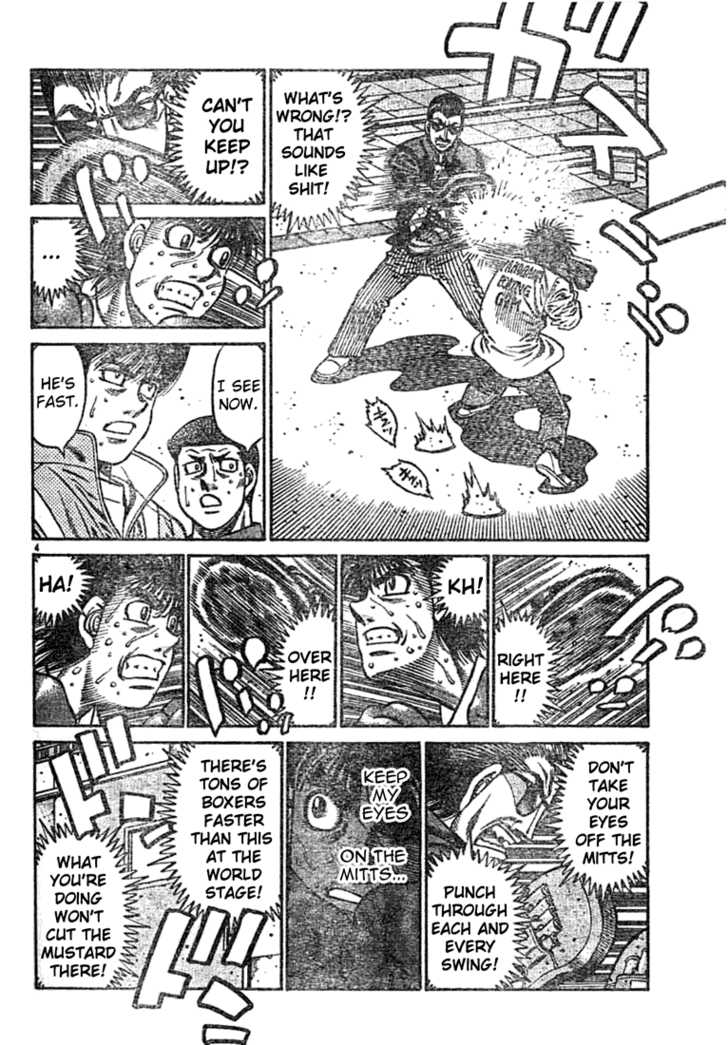 WHAT'S
WRONG!?
THAT
SOUNDS
LIKE
SHIT!
CAN'T
YOU
KEEP
UP!?
...
I SEE
NOW.
HE'S
FAST.
4
RIGHT
HERE
!!
KH!
OVER
HERE
!!
HA!
DON'T
TAKE
YOUR
EYES
OFF THE
MITTS!
PUNCH
THROUGH
EACH AND
EVERY
SWING!
KEEP
MY
EYES
ON THE
MITTS...
THERE'S
TONS OF
BOXERS
FASTER
THAN THIS
AT THE
WORLD
STAGE!
WHAT
YOU'RE
DOING
WON'T
CUT THE
MUSTARD
THERE!